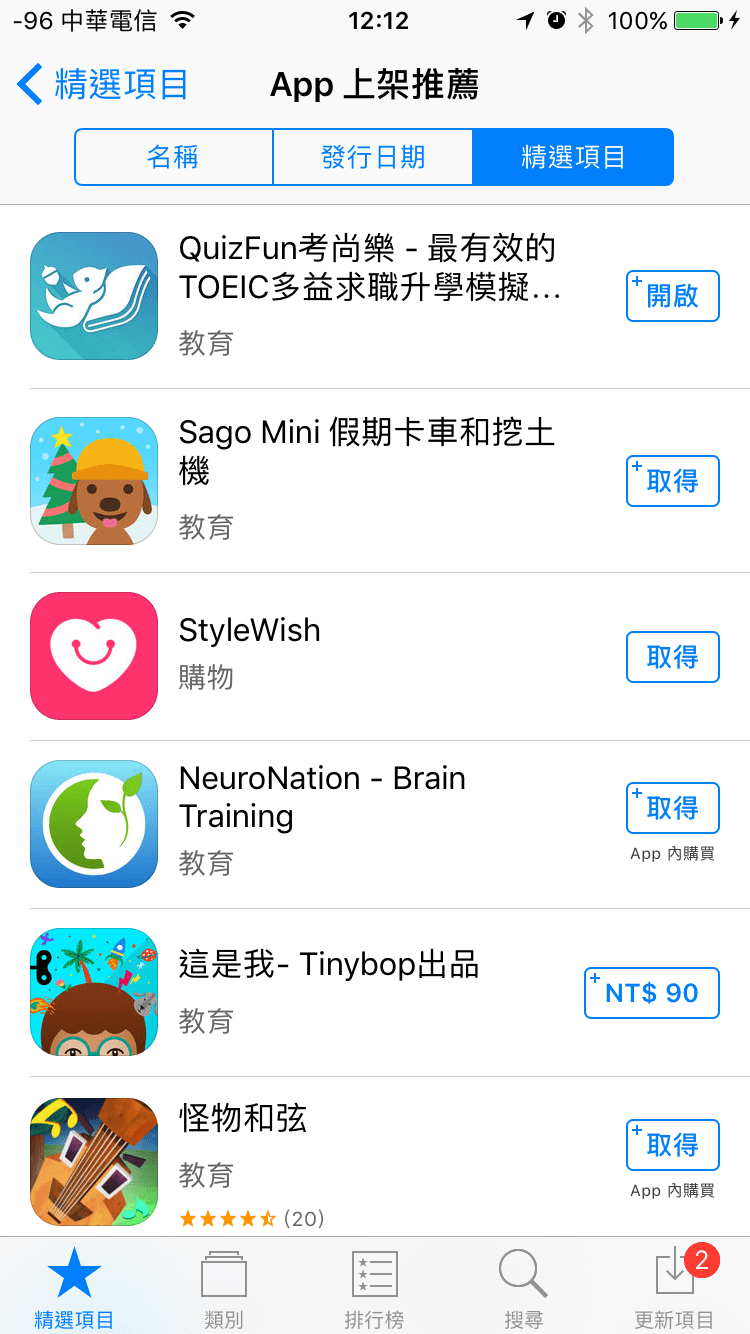 -96 中華電信 12:12 100%
精選項目 App 上架推薦
名稱 發行日期 精選項目
QuizFun考尚樂 - 最有效的
TOEIC多益求職升學模擬...
教育
+開啟
Sago Mini 假期卡車和挖土
機
教育
+取得
StyleWish
購物
取得
NeuroNation - Brain
Training
教育
+取得
App 內購買
這是我- Tinybop出品
教育
+NT$ 90
怪物和弦
教育
(20)
+取得
App 內購買
精選項目 類別 排行榜 搜尋 更新項目 2